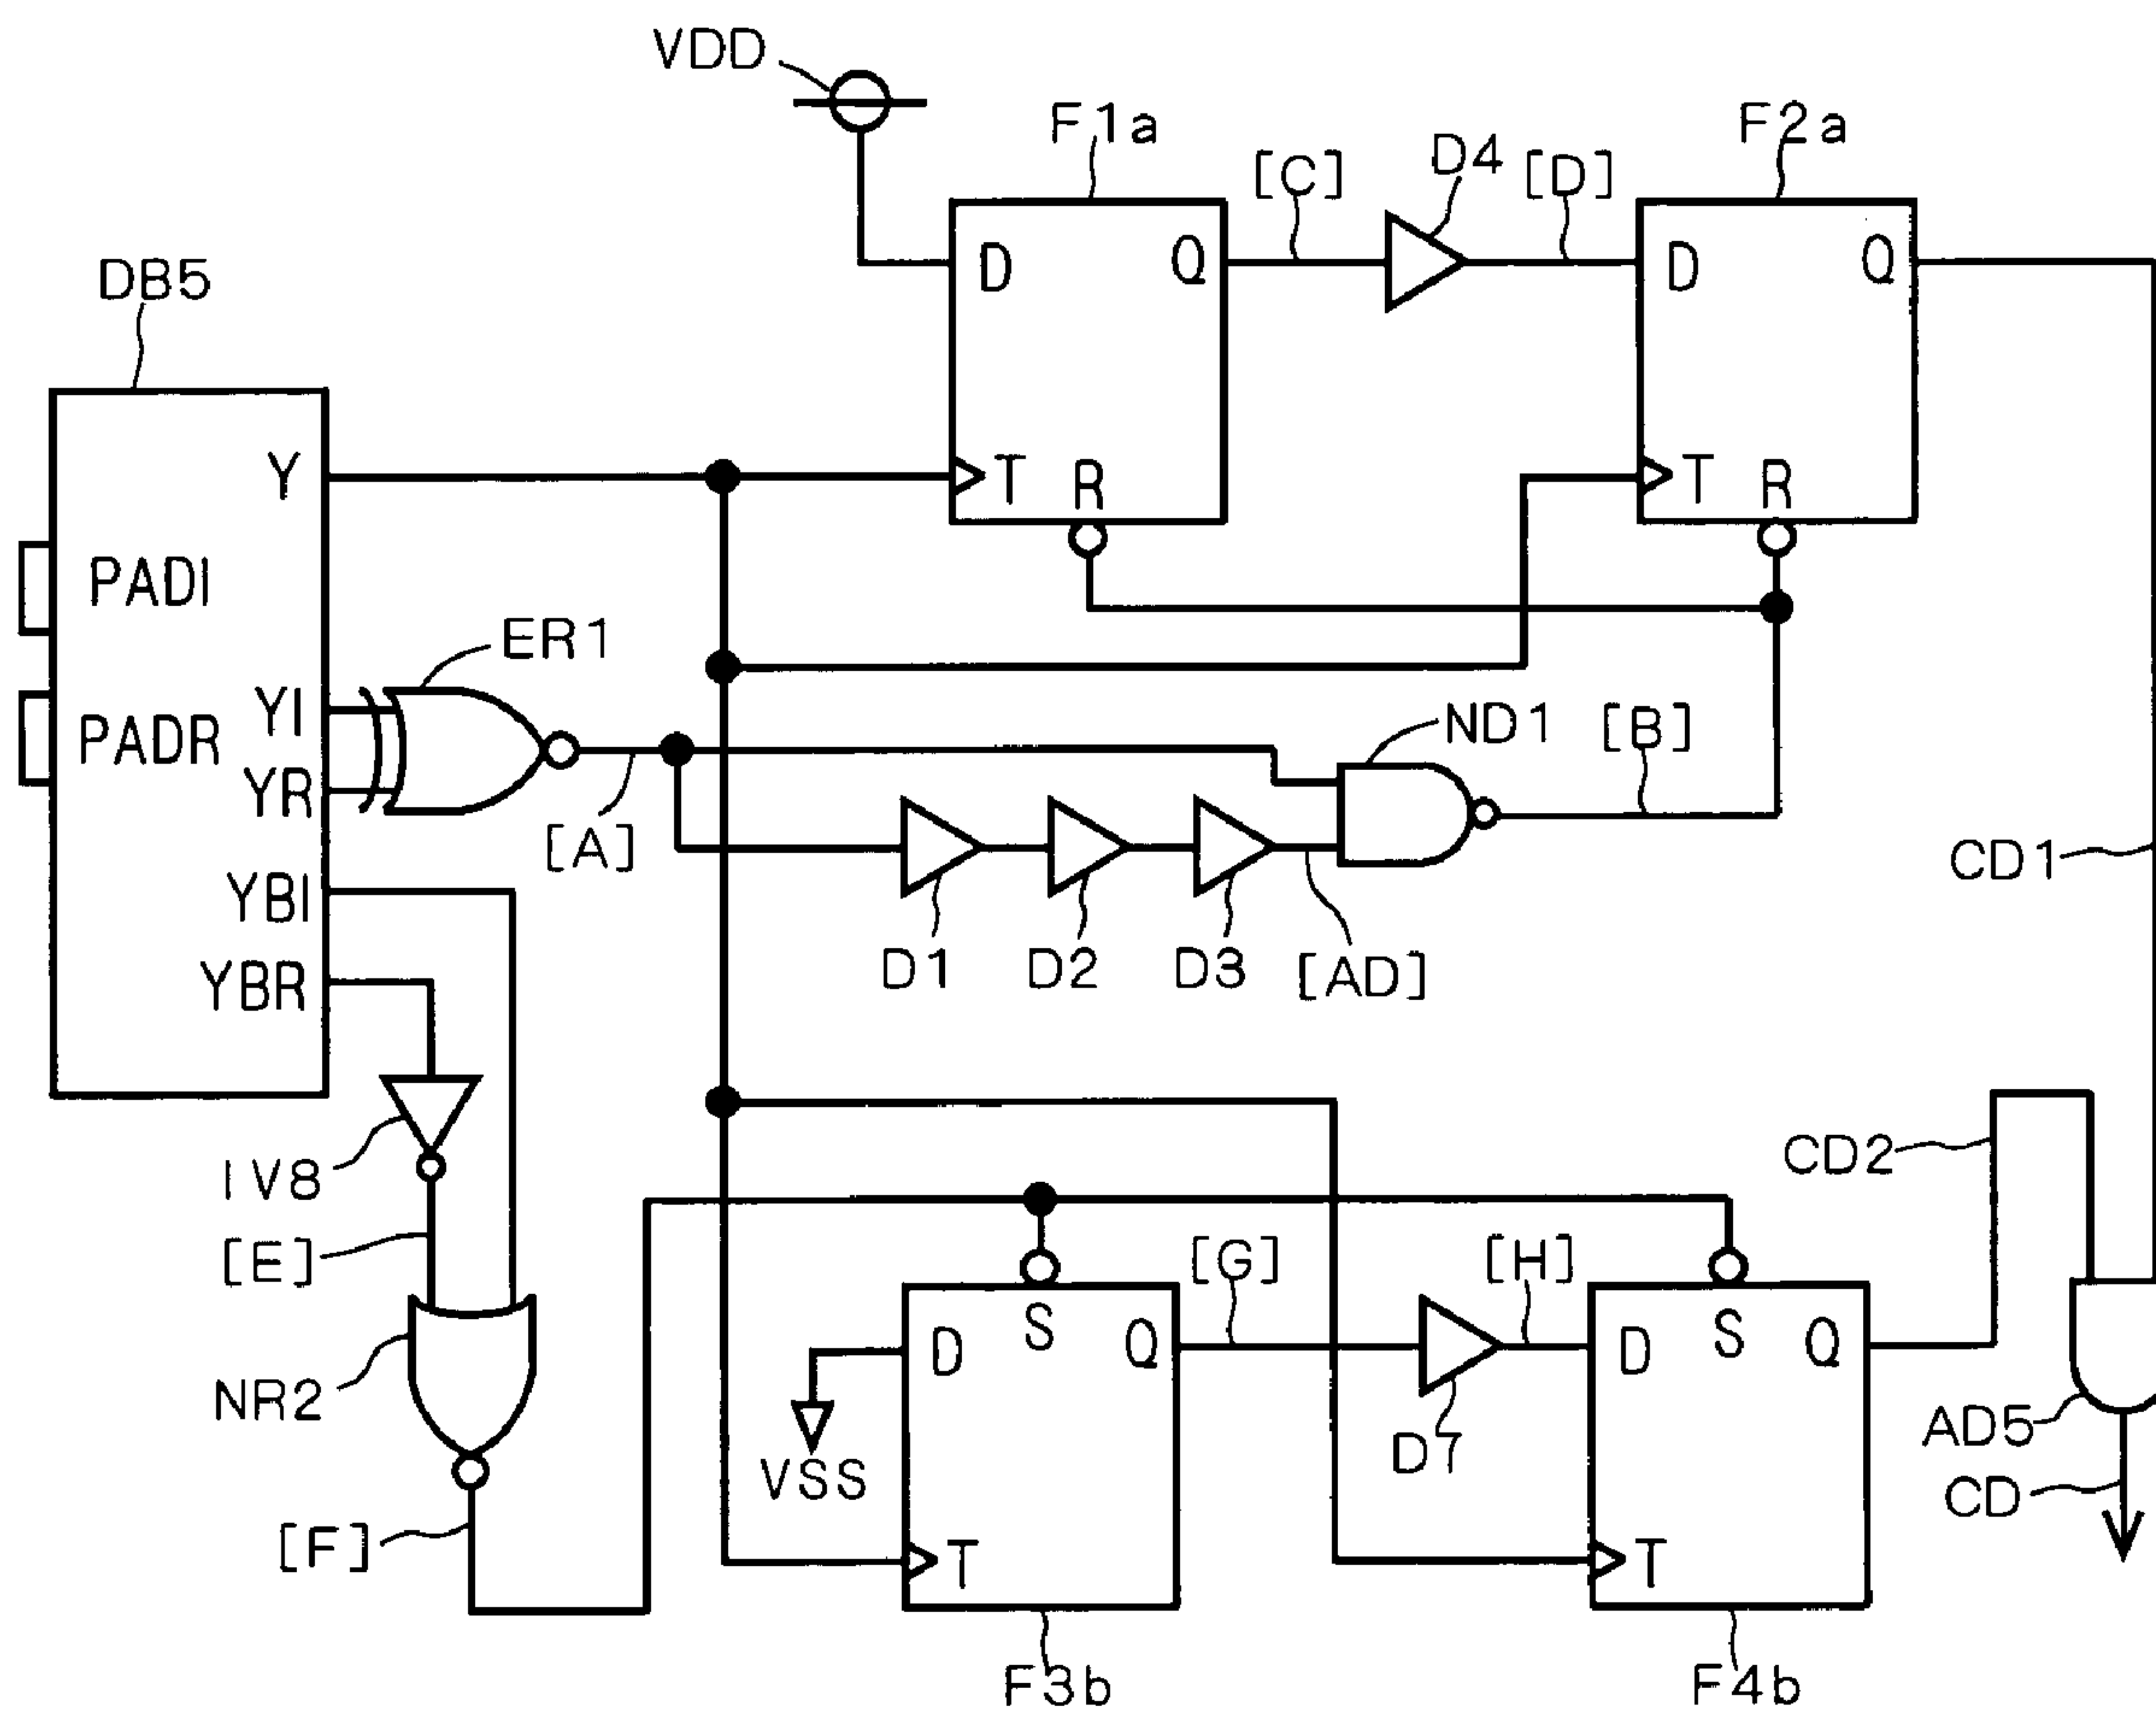 VDD
F1a
[C]
D4
[D]
F2a
D
Q
D
Q
DB5
Y
T
R
T
R
PADI
ER1
YI
PADR
YR
ND1
[B]
[A]
CD1
YBI
D1
D2
D3
[AD]
YBR
IV8
CD2
[E]
[G]
[H]
D
S
Q
D
S
Q
NR2
D7
AD5
VSS
CD
[F]
T
T
F3b
F4b